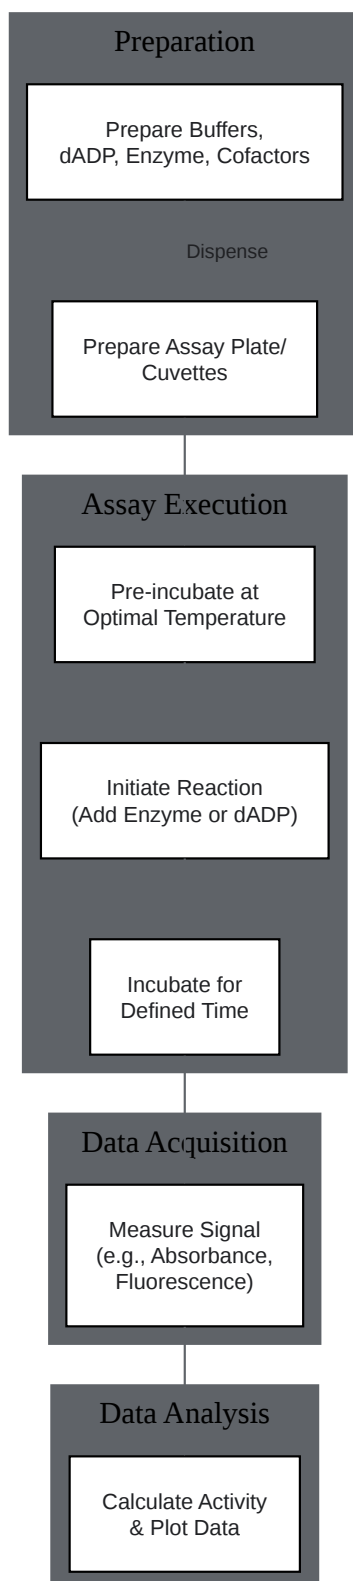 Preparation
Prepare Buffers,
dADP, Enzyme, Cofactors
Dispense
Prepare Assay Plate/
Cuvettes
Assay Execution
Pre-incubate at
Optimal Temperature
Initiate Reaction
(Add Enzyme or dADP)
Incubate for
Defined Time
Data Acquisition
Measure Signal
(e.g., Absorbance,
Fluorescence)
Data Analysis
Calculate Activity
& Plot Data